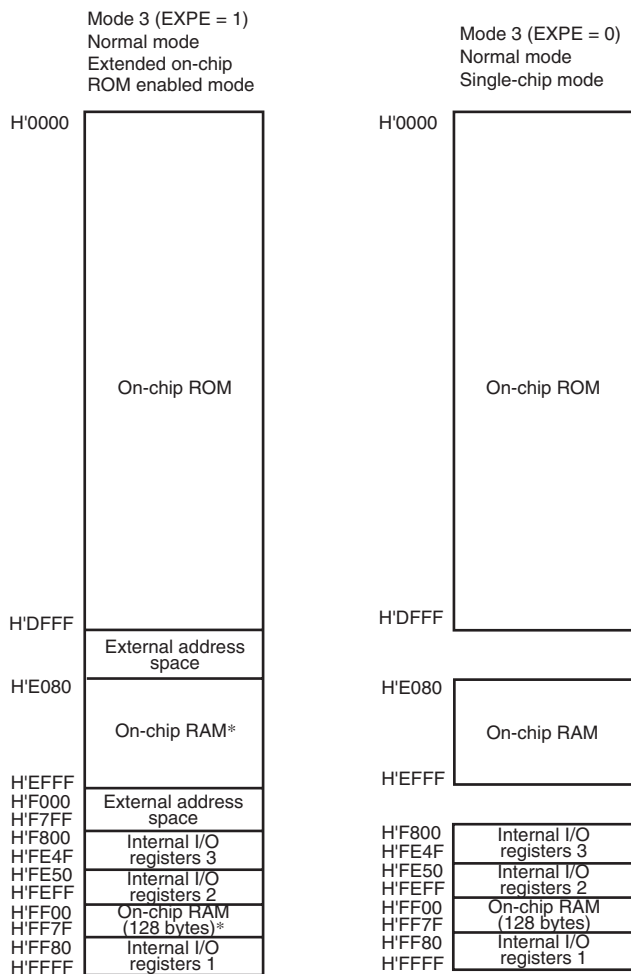 Mode 3 (EXPE = 1)
Normal mode
Extended on-chip
ROM enabled mode
H'0000
On-chip ROM
H'DFFF
External address
space
H'E080
On-chip RAM*
H'EFFF
H'F000
External address
space
H'F7FF
H'F800
Internal I/O
registers 3
H'FE4F
H'FE50
Internal I/O
registers 2
H'FEFF
H'FF00
On-chip RAM
(128 bytes)*
H'FF7F
H'FF80
Internal I/O
registers 1
H'FFFF
Mode 3 (EXPE = 0)
Normal mode
Single-chip mode
H'0000
On-chip ROM
H'DFFF
H'E080
On-chip RAM
H'EFFF
H'F800
Internal I/O
registers 3
H'FE4F
H'FE50
Internal I/O
registers 2
H'FEFF
H'FF00
On-chip RAM
(128 bytes)
H'FF7F
H'FF80
Internal I/O
registers 1
H'FFFF